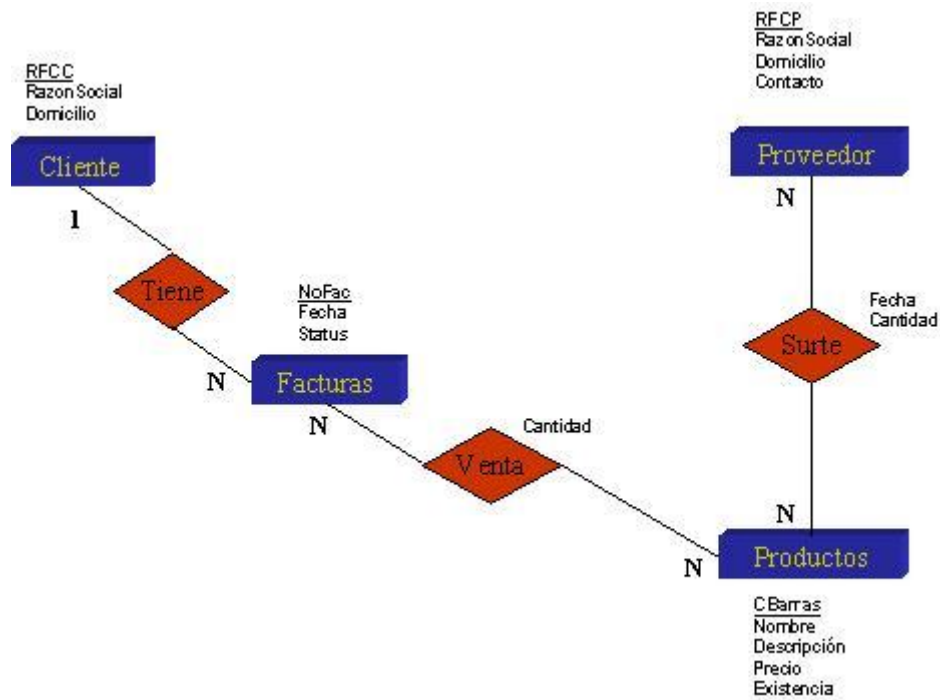 RFCP
Razon Social
Domicilio
Contacto
RFCC
Razon Social
Domicilio
Cliente
Proveedor
1
N
Tiene
NoFac
Fecha
Status
Fecha
Cantidad
Surte
N
Facturas
N
Cantidad
Venta
N
N
Productos
CBarras
Nombre
Descripción
Precio
Existencia